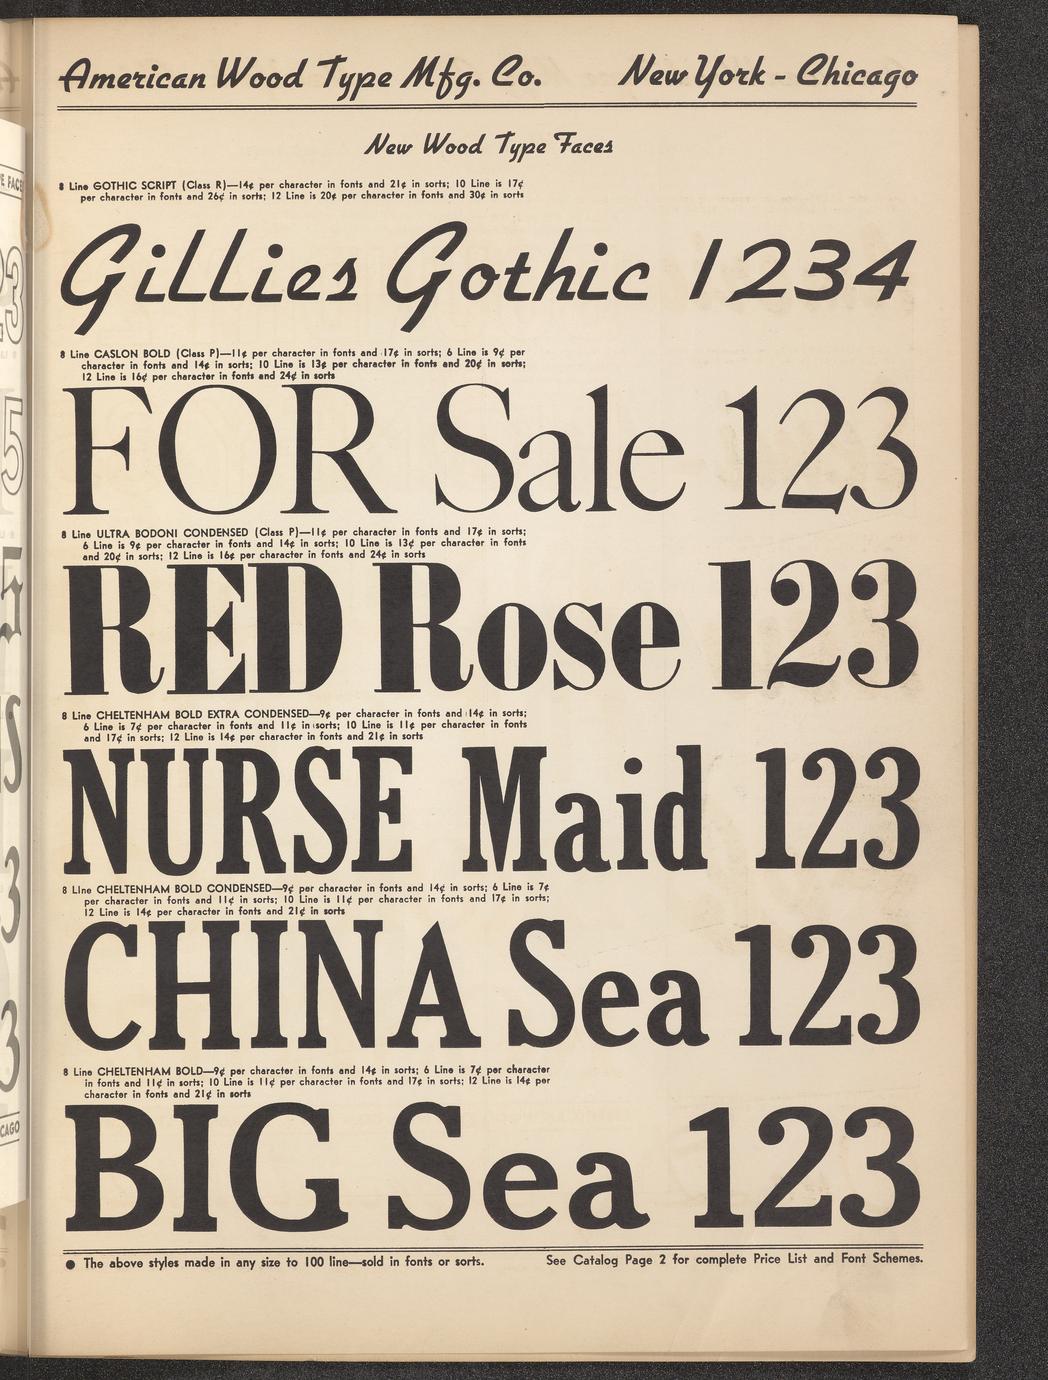 American Wood Type Mfg. Co. New York - Chicago
New Wood Type Faces
8 Line GOTHIC SCRIPT (Class R)—14¢ per character in fonts and 21¢ in sorts; 10 Line is 17¢
per character in fonts and 26¢ in sorts; 12 Line is 20¢ per character in fonts and 30¢ in sorts
Gillies Gothic 1234
8 Line CASLON BOLD (Class P)—11¢ per character in fonts and 17¢ in sorts; 6 Line is 9¢ per
character in fonts and 14¢ in sorts; 10 Line is 13¢ per character in fonts and 20¢ in sorts;
12 Line is 16¢ per character in fonts and 24¢ in sorts
FOR Sale 123
8 Line ULTRA BODONI CONDENSED (Class P)—11¢ per character in fonts and 17¢ in sorts;
6 Line is 9¢ per character in fonts and 14¢ in sorts; 10 Line is 13¢ per character in fonts
and 20¢ in sorts; 12 Line is 16¢ per character in fonts and 24¢ in sorts
RED Rose 123
8 Line CHELTENHAM BOLD EXTRA CONDENSED—9¢ per character in fonts and 14¢ in sorts;
6 Line is 7¢ per character in fonts and 11¢ in sorts; 10 Line is 11¢ per character in fonts
and 17¢ in sorts; 12 Line is 14¢ per character in fonts and 21¢ in sorts
NURSE Maid 123
8 Line CHELTENHAM BOLD CONDENSED—9¢ per character in fonts and 14¢ in sorts; 6 Line is 7¢
per character in fonts and 11¢ in sorts; 10 Line is 11¢ per character in fonts and 17¢ in sorts;
12 Line is 14¢ per character in fonts and 21¢ in sorts
CHINA Sea 123
8 Line CHELTENHAM BOLD—9¢ per character in fonts and 14¢ in sorts; 6 Line is 7¢ per character
in fonts and 11¢ in sorts; 10 Line is 11¢ per character in fonts and 17¢ in sorts; 12 Line is 14¢ per
character in fonts and 21¢ in sorts
BIG Sea 123
● The above styles made in any size to 100 line—sold in fonts or sorts. See Catalog Page 2 for complete Price List and Font Schemes.